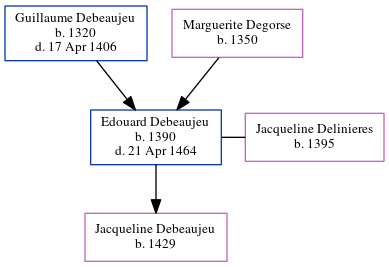 Guillaume Debeaujeu
b. 1320
d. 17 Apr 1406
Marguerite Degorse
b. 1350
Edouard Debeaujeu
b. 1390
d. 21 Apr 1464
Jacqueline Delinieres
b. 1395
Jacqueline Debeaujeu
b. 1429